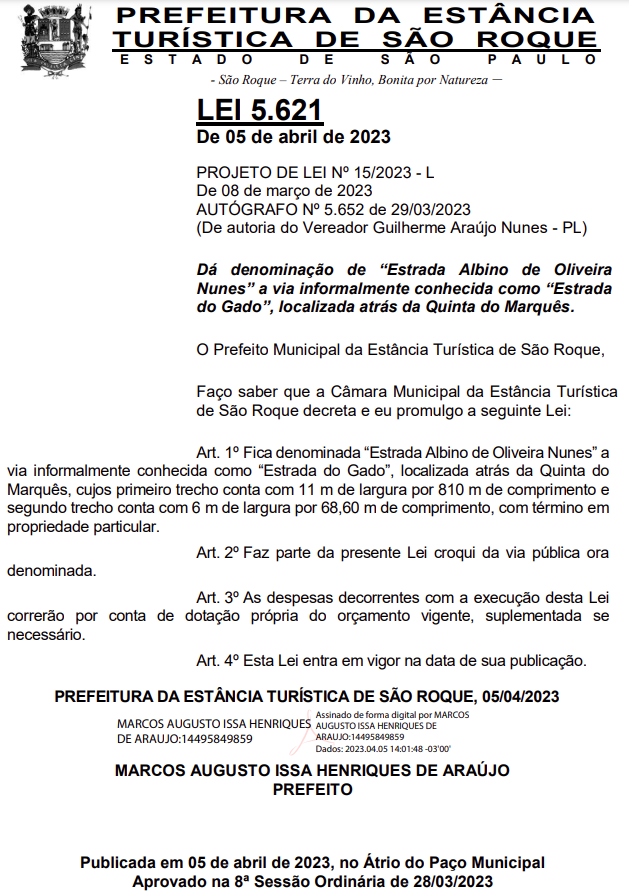 PREFEITURA DA ESTÂNCIA
TURÍSTICA DE SÃO ROQUE
ESTADO DE SÃO PAULO
- São Roque – Terra do Vinho, Bonita por Natureza –
LEI 5.621
De 05 de abril de 2023
PROJETO DE LEI Nº 15/2023 - L
De 08 de março de 2023
AUTÓGRAFO Nº 5.652 de 29/03/2023
(De autoria do Vereador Guilherme Araújo Nunes - PL)
Dá denominação de “Estrada Albino de Oliveira
Nunes” a via informalmente conhecida como “Estrada
do Gado”, localizada atrás da Quinta do Marquês.
O Prefeito Municipal da Estância Turística de São Roque,
Faço saber que a Câmara Municipal da Estância Turística
de São Roque decreta e eu promulgo a seguinte Lei:
Art. 1º Fica denominada “Estrada Albino de Oliveira Nunes” a
via informalmente conhecida como “Estrada do Gado”, localizada atrás da Quinta do
Marquês, cujos primeiro trecho conta com 11 m de largura por 810 m de comprimento e
segundo trecho conta com 6 m de largura por 68,60 m de comprimento, com término em
propriedade particular.
Art. 2º Faz parte da presente Lei croqui da via pública ora
denominada.
Art. 3º As despesas decorrentes com a execução desta Lei
correrão por conta de dotação própria do orçamento vigente, suplementada se
necessário.
Art. 4º Esta Lei entra em vigor na data de sua publicação.
PREFEITURA DA ESTÂNCIA TURÍSTICA DE SÃO ROQUE, 05/04/2023
MARCOS AUGUSTO ISSA HENRIQUES
DE ARAUJO:14495849859
Assinado de forma digital por MARCOS
AUGUSTO ISSA HENRIQUES DE
ARAUJO:14495849859
Dados: 2023.04.05 14:01:48 -03'00'
MARCOS AUGUSTO ISSA HENRIQUES DE ARAÚJO
PREFEITO
Publicada em 05 de abril de 2023, no Átrio do Paço Municipal
Aprovado na 8ª Sessão Ordinária de 28/03/2023